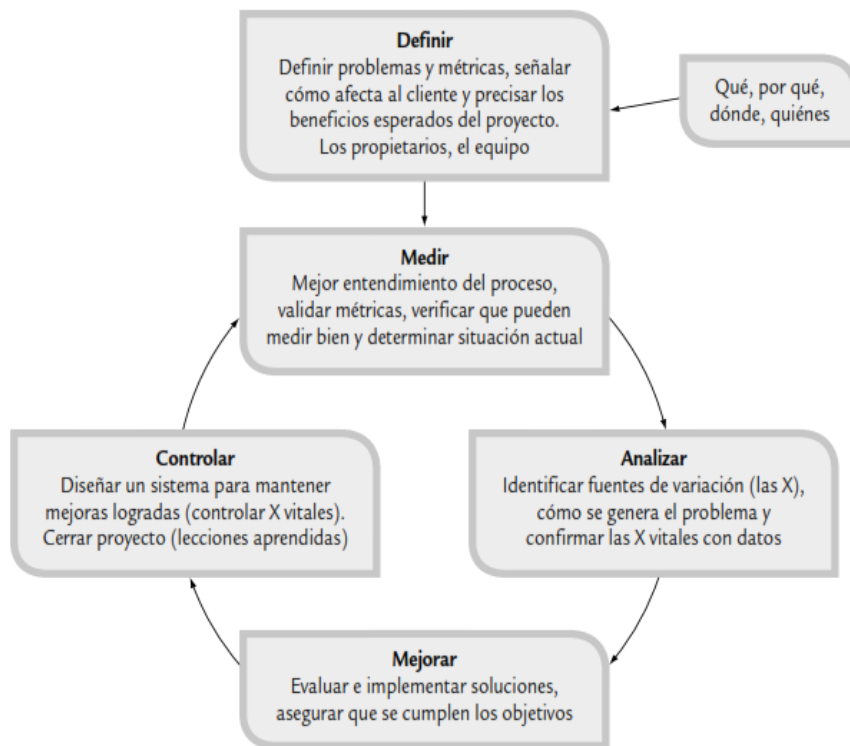 Definir
Definir problemas y métricas, señalar
cómo afecta al cliente y precisar los
beneficios esperados del proyecto.
Los propietarios, el equipo
Qué, por qué,
dónde, quiénes
Medir
Mejor entendimiento del proceso,
validar métricas, verificar que pueden
medir bien y determinar situación actual
Controlar
Diseñar un sistema para mantener
mejoras logradas (controlar X vitales).
Cerrar proyecto (lecciones aprendidas)
Analizar
Identificar fuentes de variación (las X),
cómo se genera el problema y
confirmar las X vitales con datos
Mejorar
Evaluar e implementar soluciones,
asegurar que se cumplen los objetivos